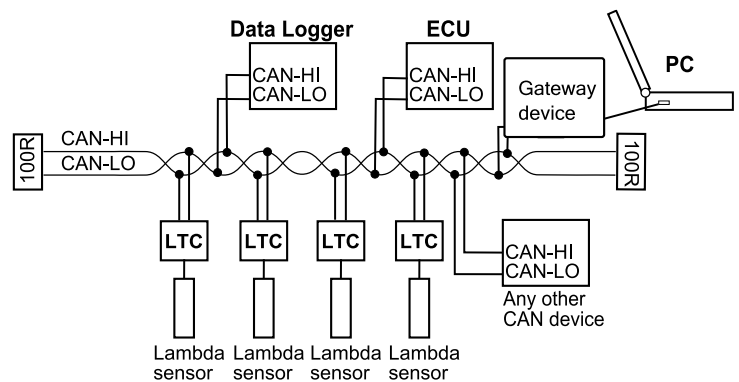 Data Logger
ECU
PC
CAN-HI
CAN-LO
CAN-HI
CAN-LO
Gateway
device
100R
CAN-HI
CAN-LO
100R
LTC
LTC
LTC
LTC
CAN-HI
CAN-LO
Any other
CAN device
Lambda
sensor
Lambda
sensor
Lambda
sensor
Lambda
sensor